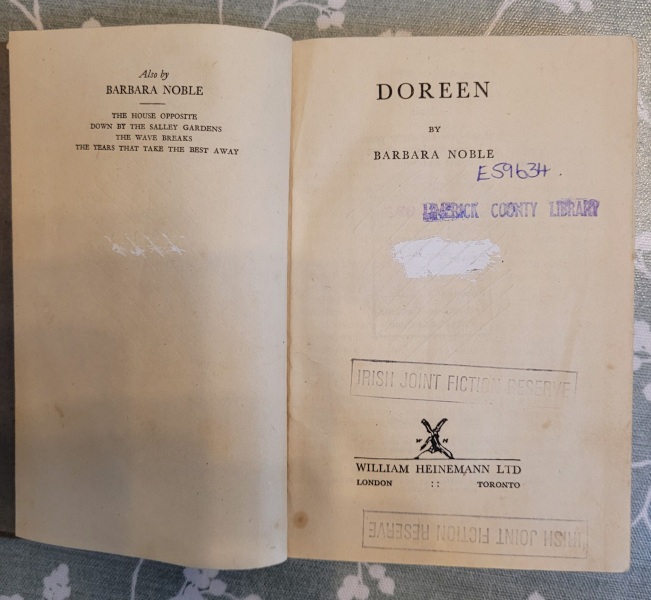 Also by
BARBARA NOBLE
THE HOUSE OPPOSITE
DOWN BY THE SALLEY GARDENS
THE WAVE BREAKS
THE YEARS THAT TAKE THE BEST AWAY
DOREEN
BY
BARBARA NOBLE
E59634.
LIMERICK COUNTY LIBRARY
IRISH JOINT FICTION RESERVE
W H
WILLIAM HEINEMANN LTD
LONDON :: TORONTO
IRISH JOINT FICTION RESERVE